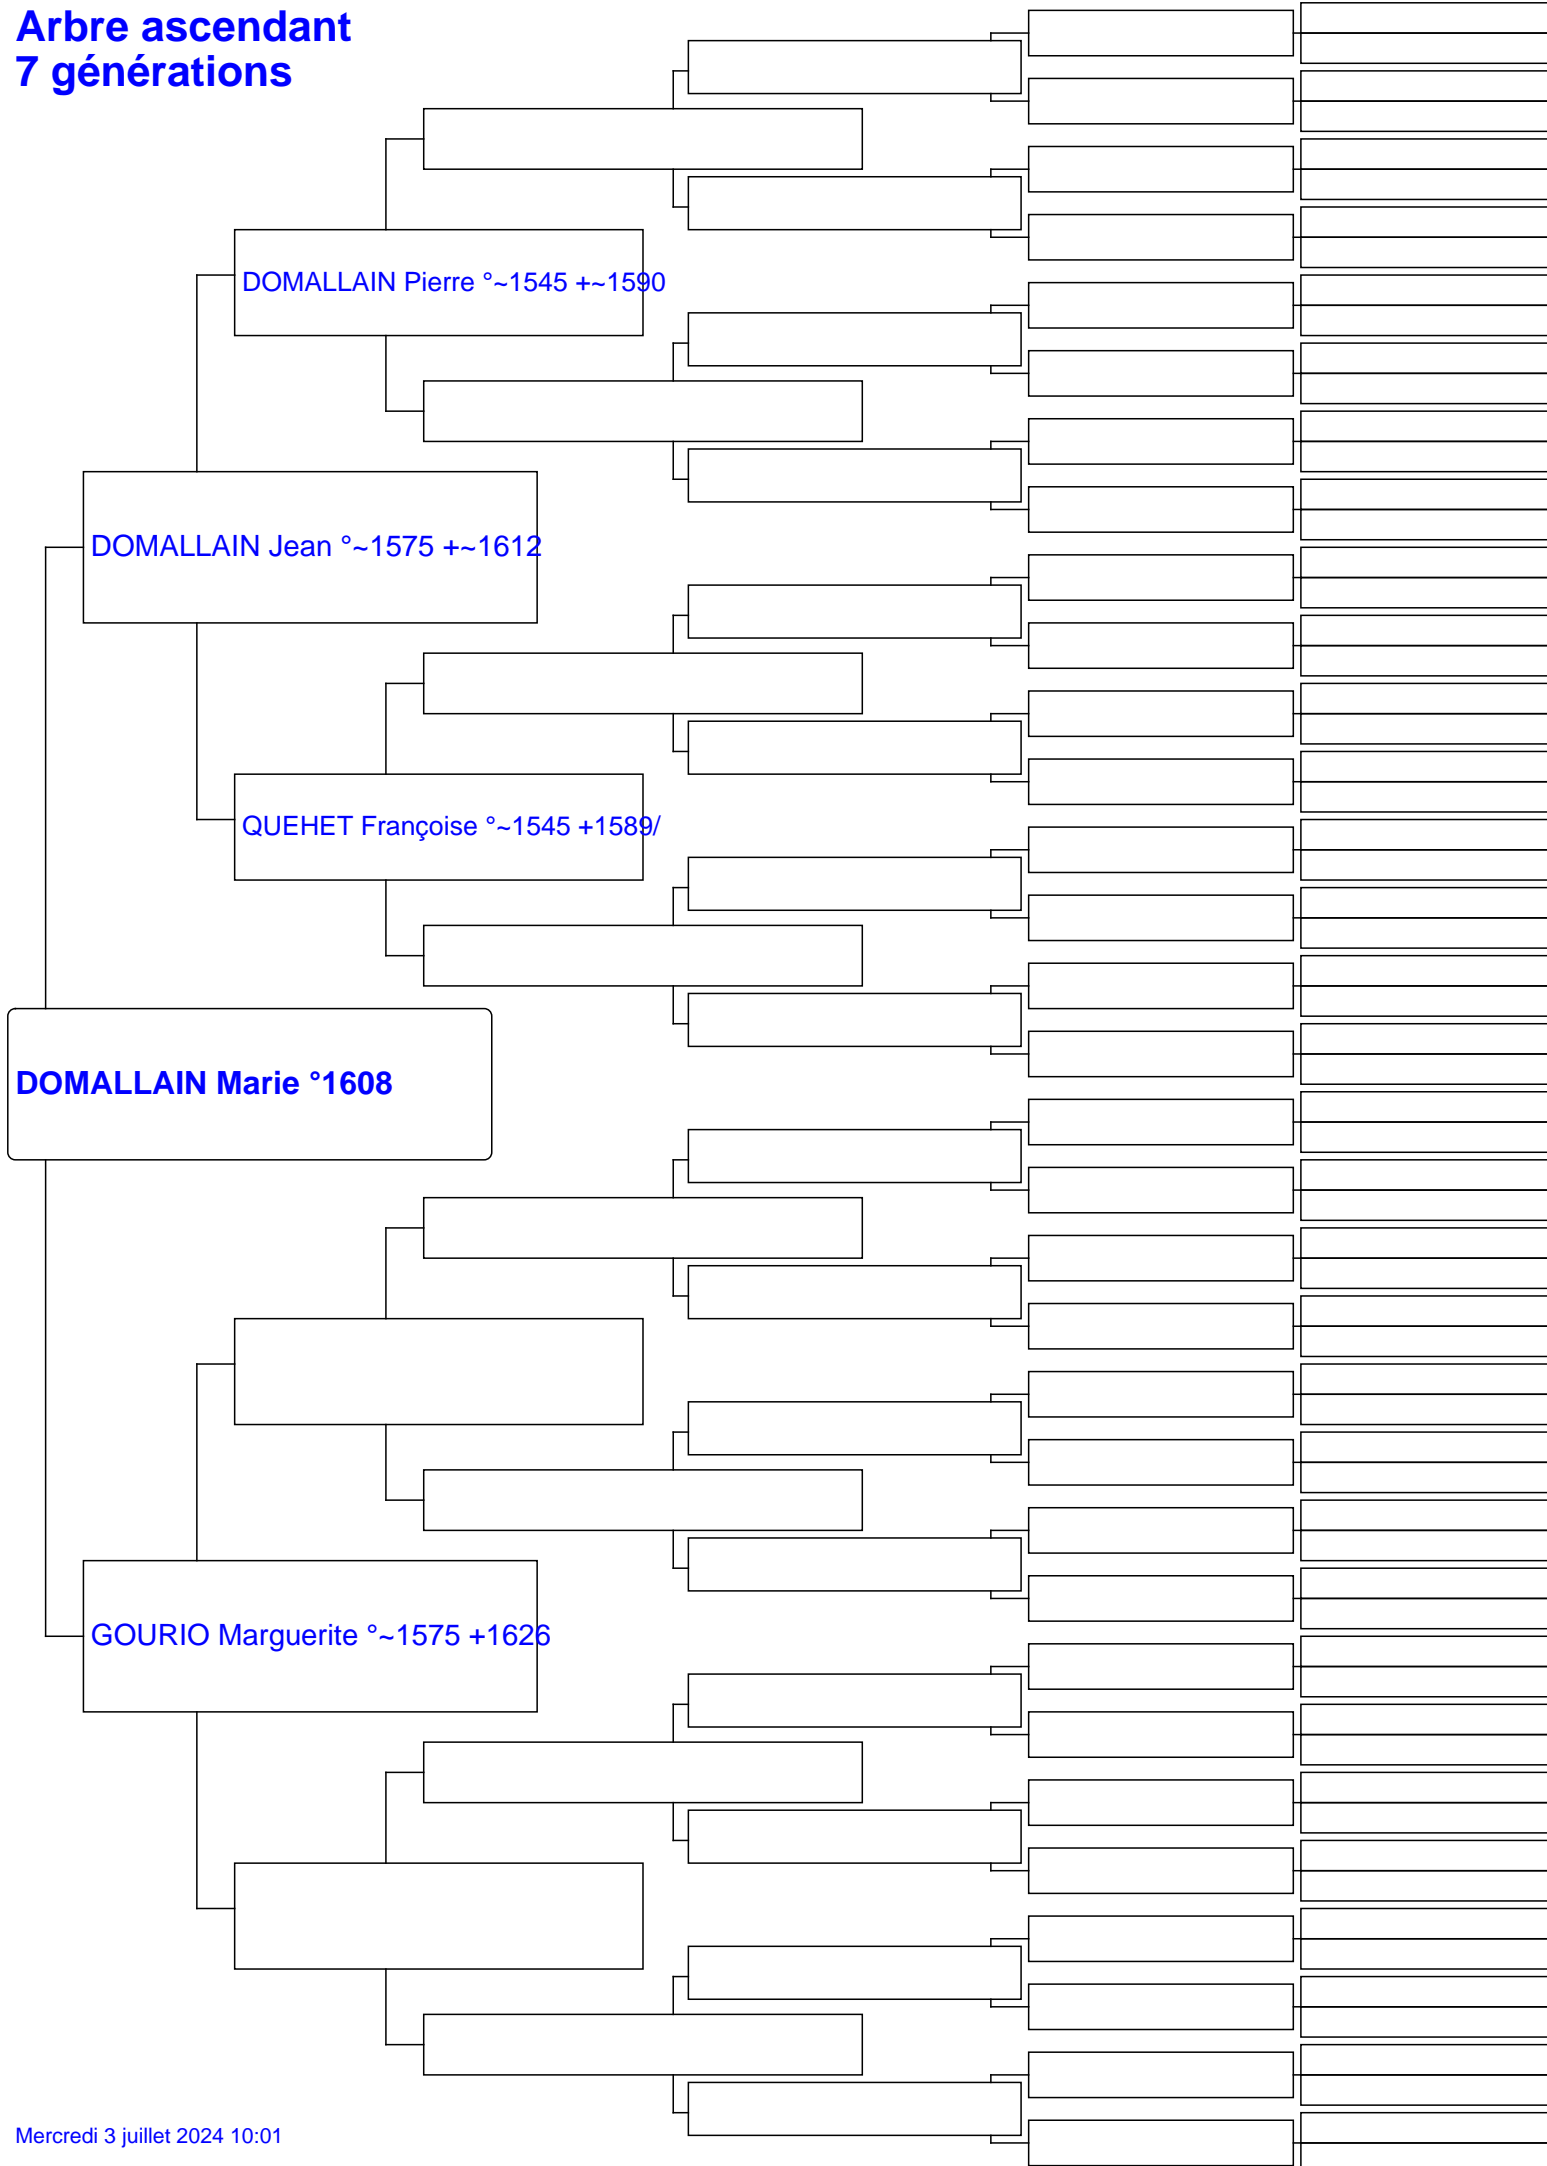 Arbre ascendant
7 générations
DOMALLAIN Pierre °~1545 +~1590
DOMALLAIN Jean °~1575 +~1612
QUEHET Françoise °~1545 +1589/
DOMALLAIN Marie °1608
GOURIO Marguerite °~1575 +1626
Mercredi 3 juillet 2024 10:01